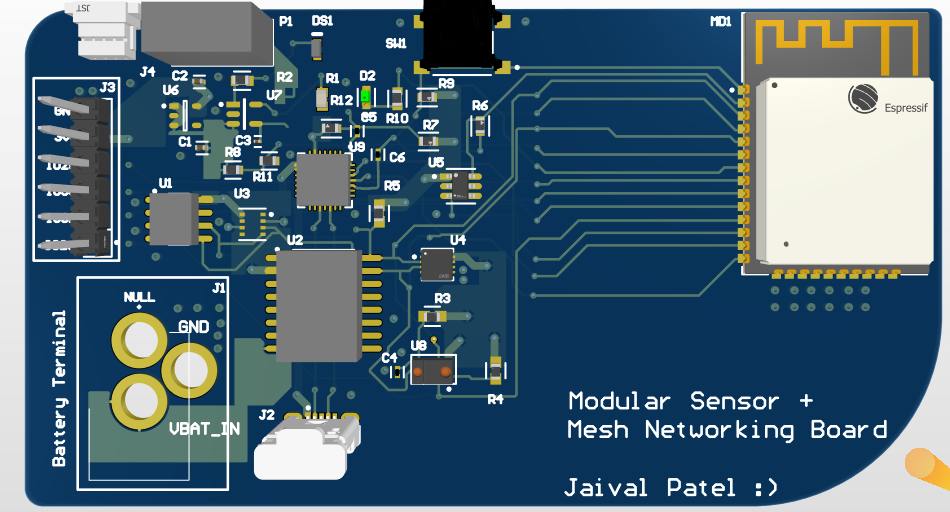 JST
P1
DS1
SW1
MD1
J4
C2
R2
R1
D2
R9
J3
U6
U7
R12
C5
R10
R6
Espressif
C1
C3
R7
U9
R8
R11
C6
U5
U1
U3
R5
U2
U4
J1
NULL
R3
GND
U8
C4
Battery Terminal
R4
VBAT_IN
J2
Modular Sensor +
Mesh Networking Board
Jaival Patel :)